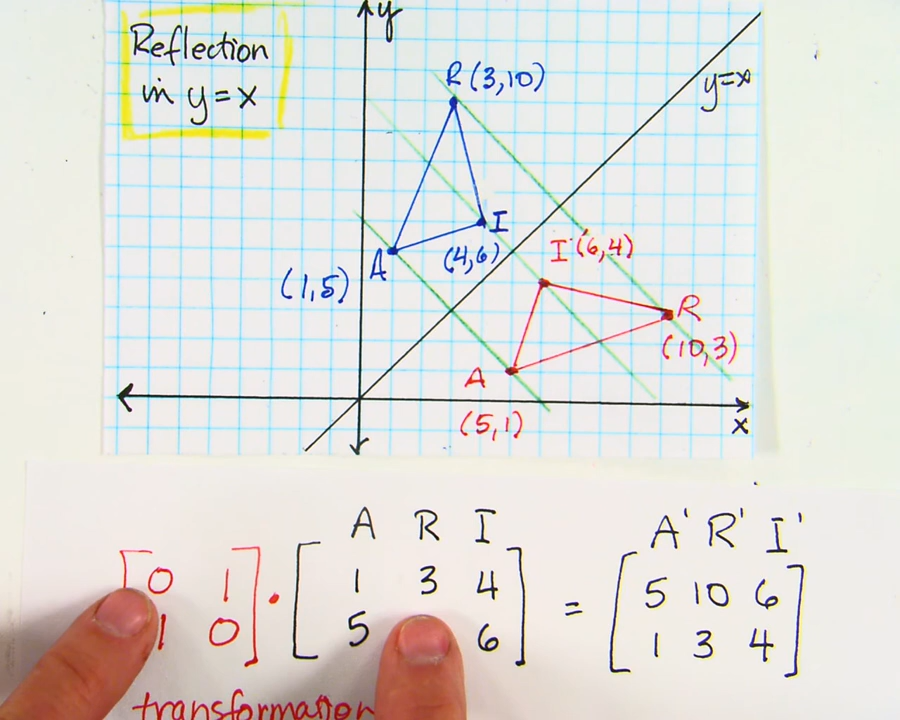 Reflection
in y=x
y
R (3,10)
y=x
I
(4,6)
A
(1,5)
I' (6,4)
R
(10,3)
A
(5,1)
x
A R I
A' R' I'
[0 1] · [1 3 4] = [5 10 6]
[1 0] [5 6] [1 3 4]
transformation